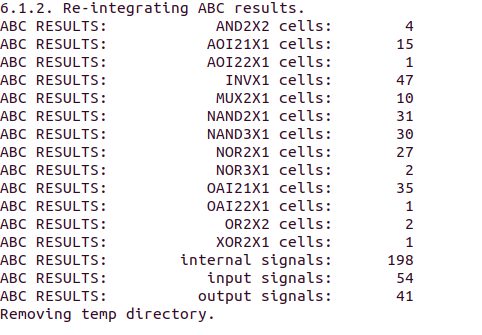 6.1.2. Re-integrating ABC results.
ABC RESULTS:            AND2X2 cells:        4
ABC RESULTS:           AOI21X1 cells:       15
ABC RESULTS:           AOI22X1 cells:        1
ABC RESULTS:             INVX1 cells:       47
ABC RESULTS:            MUX2X1 cells:       10
ABC RESULTS:           NAND2X1 cells:       31
ABC RESULTS:           NAND3X1 cells:       30
ABC RESULTS:            NOR2X1 cells:       27
ABC RESULTS:            NOR3X1 cells:        2
ABC RESULTS:           OAI21X1 cells:       35
ABC RESULTS:           OAI22X1 cells:        1
ABC RESULTS:             OR2X2 cells:        2
ABC RESULTS:            XOR2X1 cells:        1
ABC RESULTS:        internal signals:      198
ABC RESULTS:           input signals:       54
ABC RESULTS:          output signals:       41
Removing temp directory.